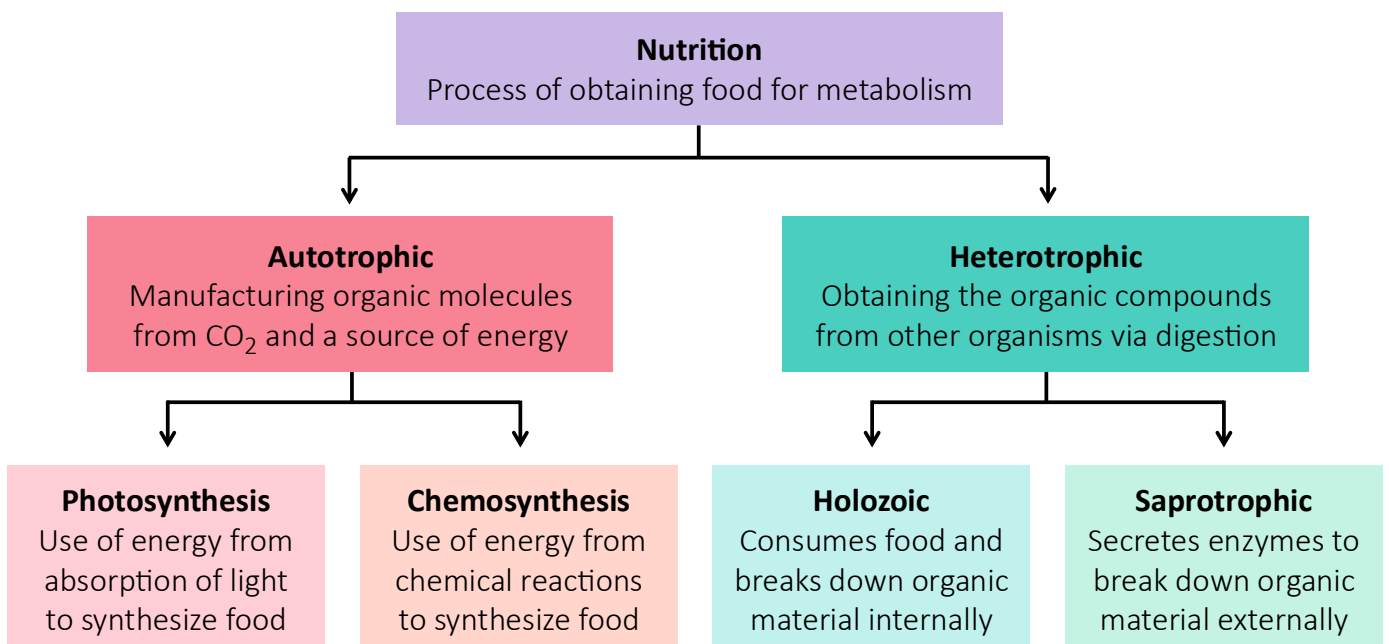 Nutrition
Process of obtaining food for metabolism
Autotrophic
Manufacturing organic molecules
from CO₂ and a source of energy
Heterotrophic
Obtaining the organic compounds
from other organisms via digestion
Photosynthesis
Use of energy from
absorption of light
to synthesize food
Chemosynthesis
Use of energy from
chemical reactions
to synthesize food
Holozoic
Consumes food and
breaks down organic
material internally
Saprotrophic
Secretes enzymes to
break down organic
material externally